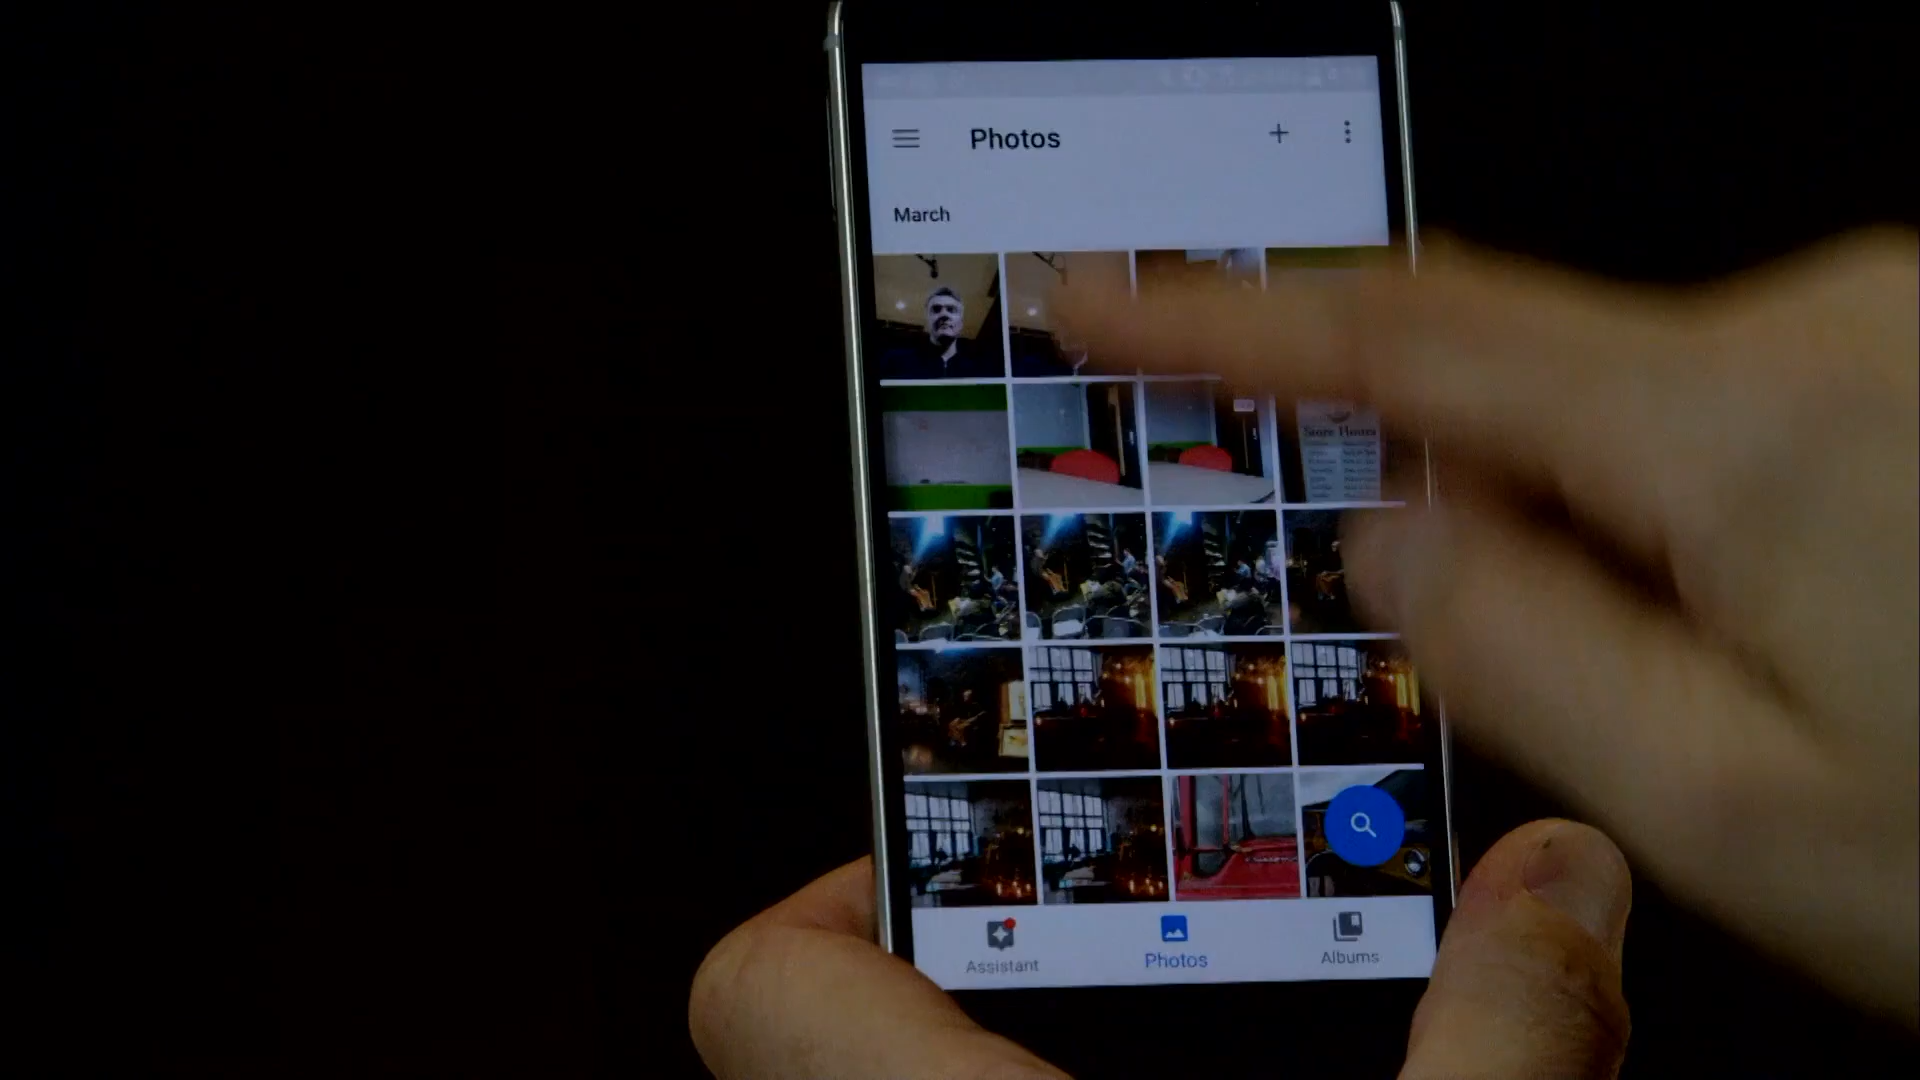 Photos
March
Store Hours
Assistant
Photos
Albums